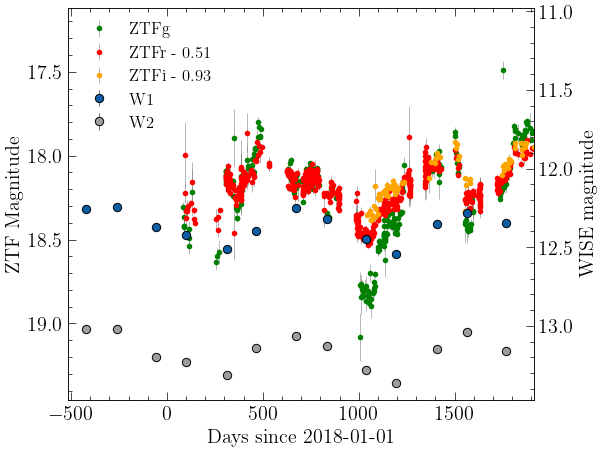 ZTFg
ZTFr - 0.51
ZTFi - 0.93
W1
W2
17.5
18.0
18.5
19.0
ZTF Magnitude
11.0
11.5
12.0
12.5
13.0
WISE magnitude
−500
0
500
1000
1500
Days since 2018-01-01